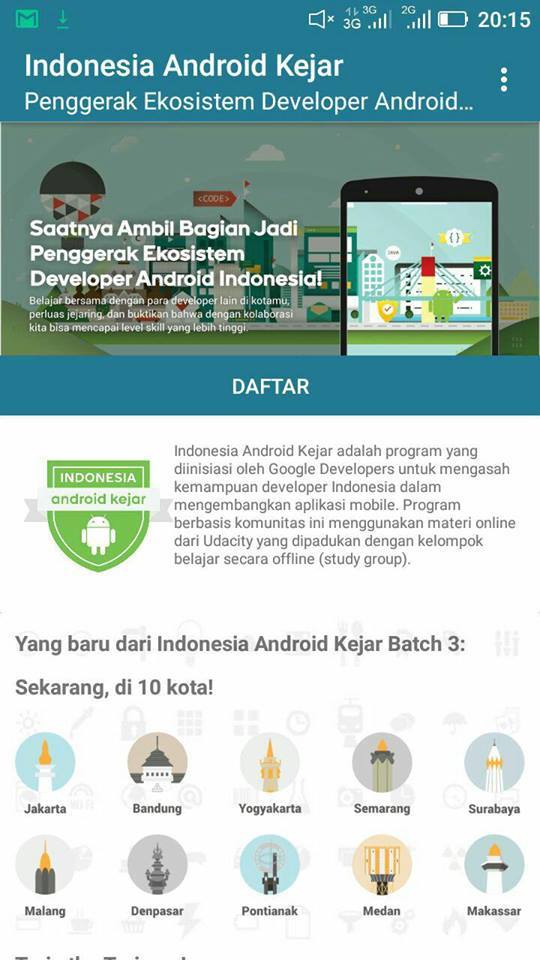 3G 3G 2G 20:15
Indonesia Android Kejar
Penggerak Ekosistem Developer Android...
<CODE>
Saatnya Ambil Bagian Jadi
Penggerak Ekosistem
Developer Android Indonesia!
Belajar bersama dengan para developer lain di kotamu,
perluas jejaring, dan buktikan bahwa dengan kolaborasi
kita bisa mencapai level skill yang lebih tinggi.
JAVA
{}
DAFTAR
INDONESIA
android kejar
Indonesia Android Kejar adalah program yang
diinisiasi oleh Google Developers untuk mengasah
kemampuan developer Indonesia dalam
mengembangkan aplikasi mobile. Program
berbasis komunitas ini menggunakan materi online
dari Udacity yang dipadukan dengan kelompok
belajar secara offline (study group).
Yang baru dari Indonesia Android Kejar Batch 3:
Sekarang, di 10 kota!
Jakarta Bandung Yogyakarta Semarang Surabaya
Malang Denpasar Pontianak Medan Makassar